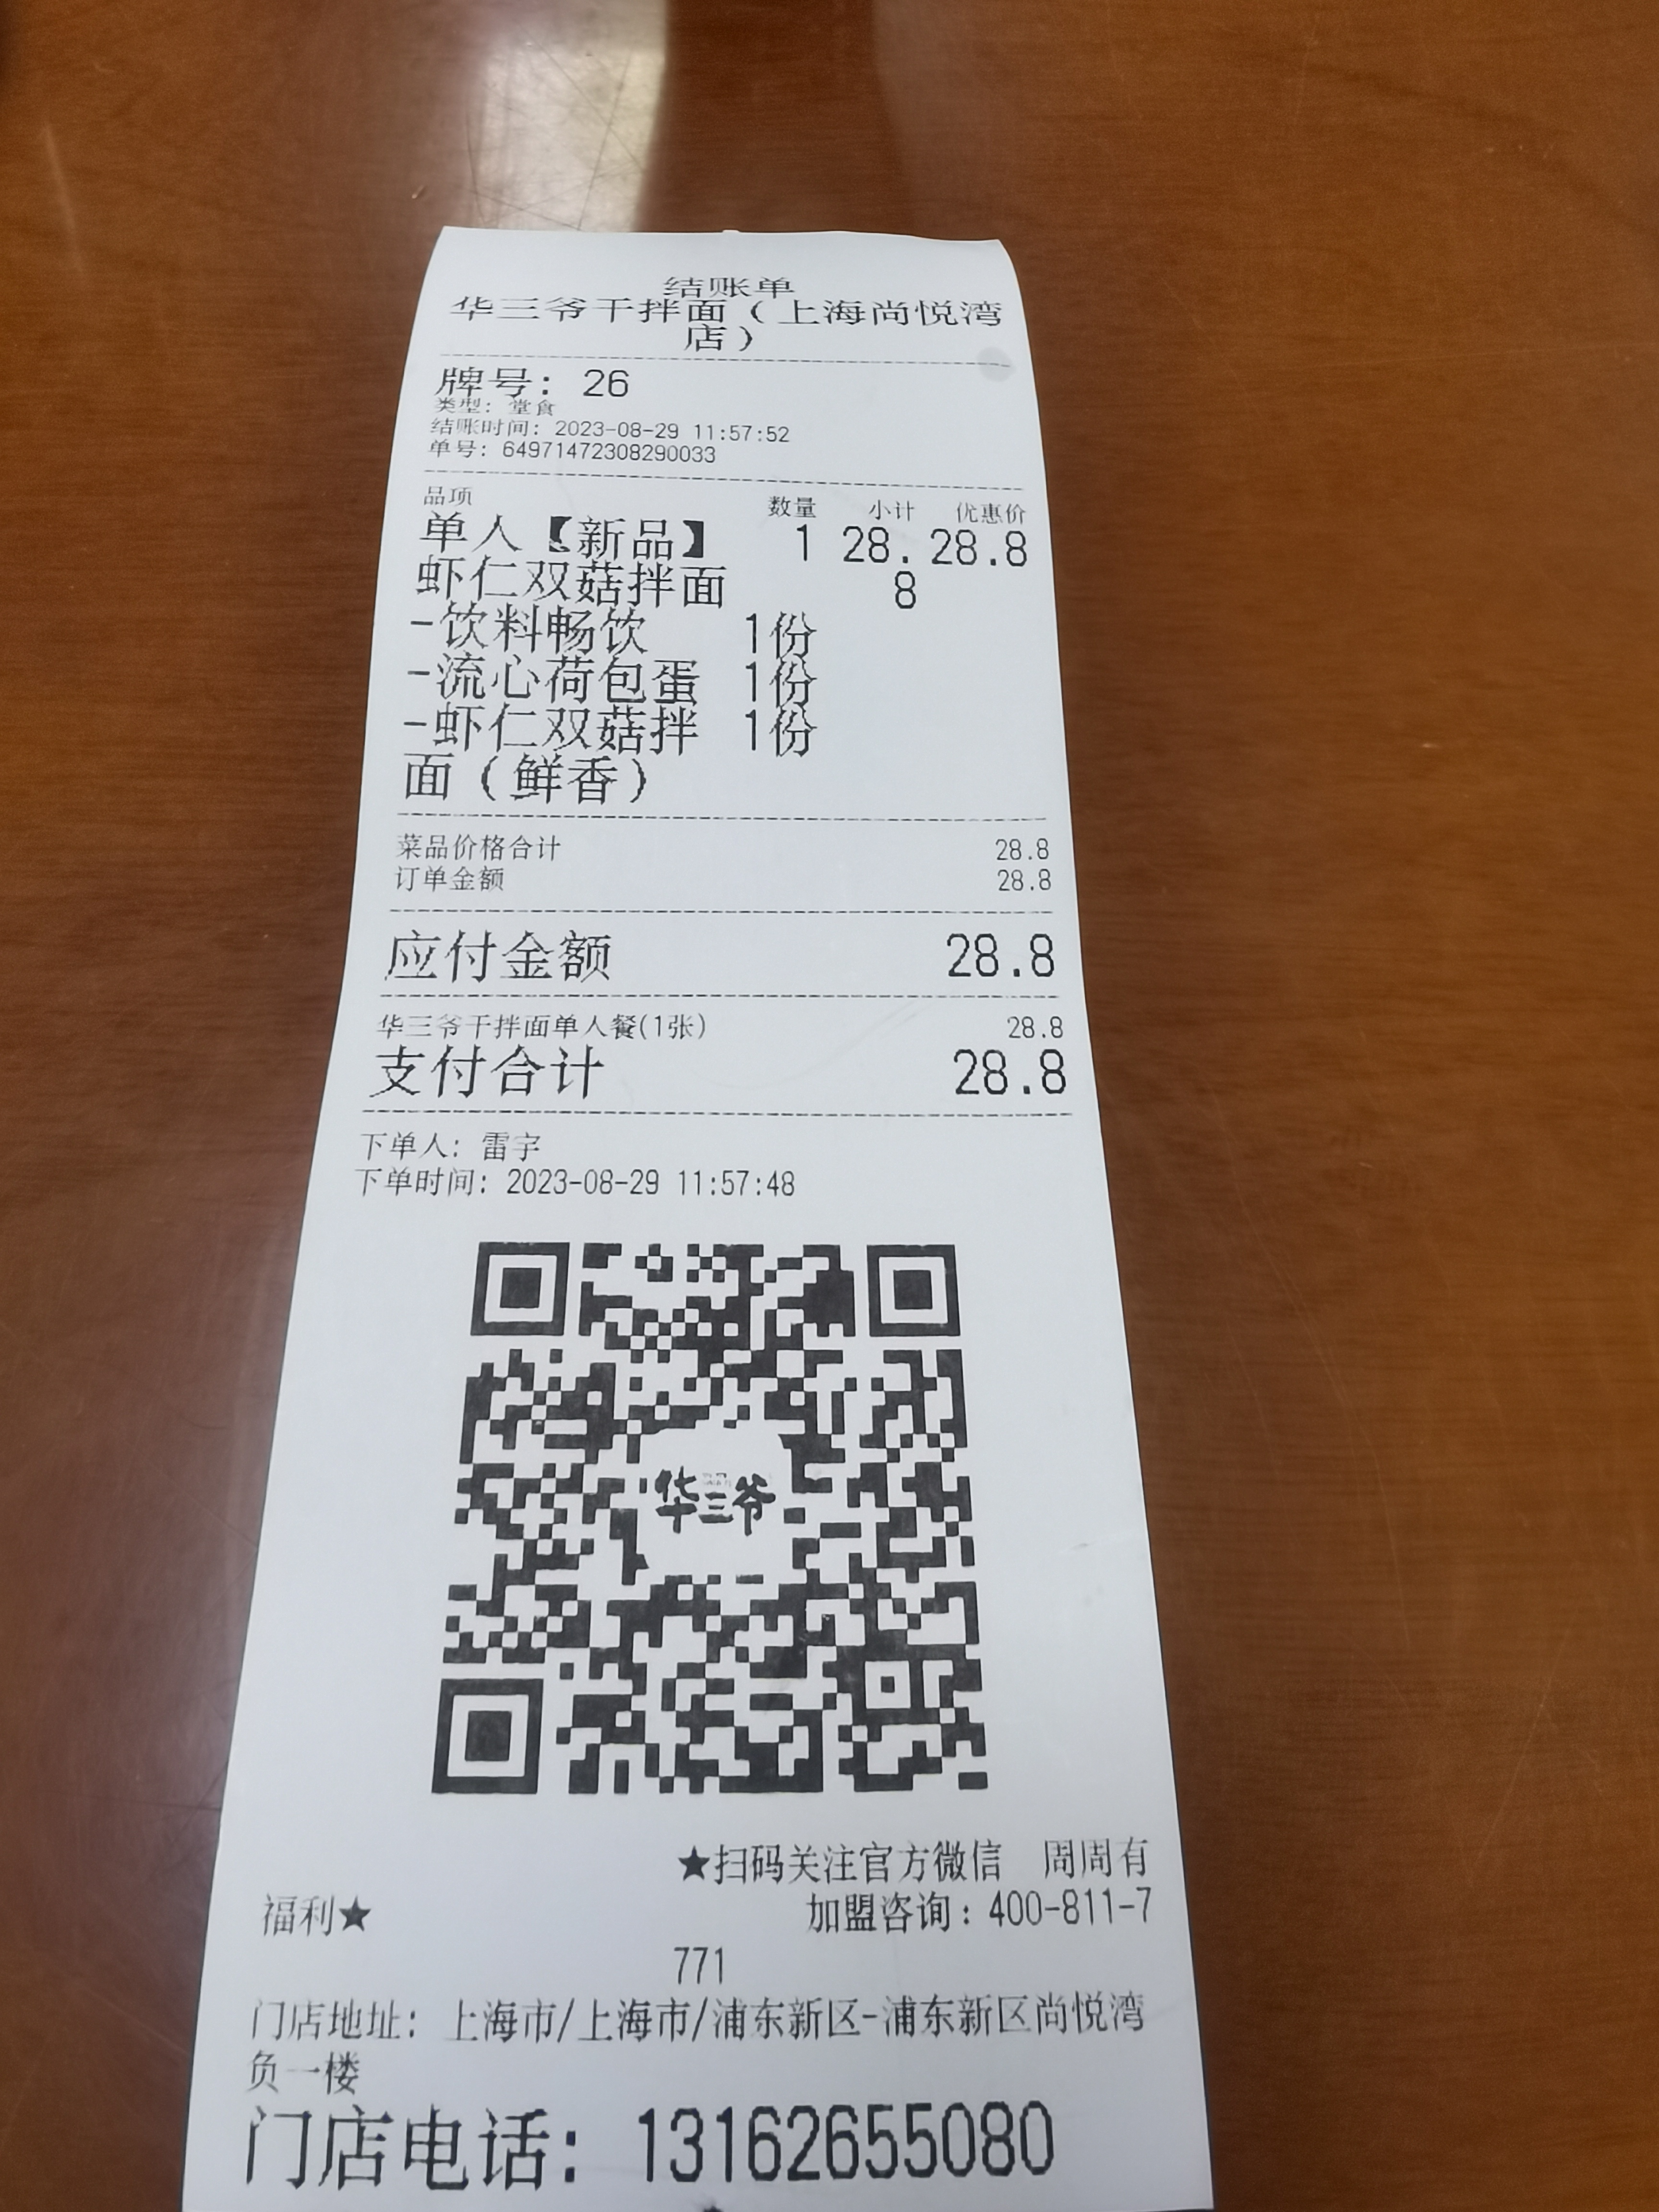 结账单
华三爷干拌面（上海尚悦湾
店）
牌号：26
类型：堂食
结账时间：2023-08-29 11:57:52
单号：64971472308290033
品项 数量 小计 优惠价
单人【新品】 1 28. 28.8
虾仁双菇拌面 8
-饮料畅饮 1份
-流心荷包蛋 1份
-虾仁双菇拌 1份
面（鲜香）
菜品价格合计 28.8
订单金额 28.8
应付金额 28.8
华三爷干拌面单人餐(1张) 28.8
支付合计 28.8
下单人：雷宇
下单时间：2023-08-29 11:57:48
华三爷
★扫码关注官方微信 周周有
福利★ 加盟咨询：400-811-7
771
门店地址：上海市/上海市/浦东新区-浦东新区尚悦湾
负一楼
门店电话：13162655080